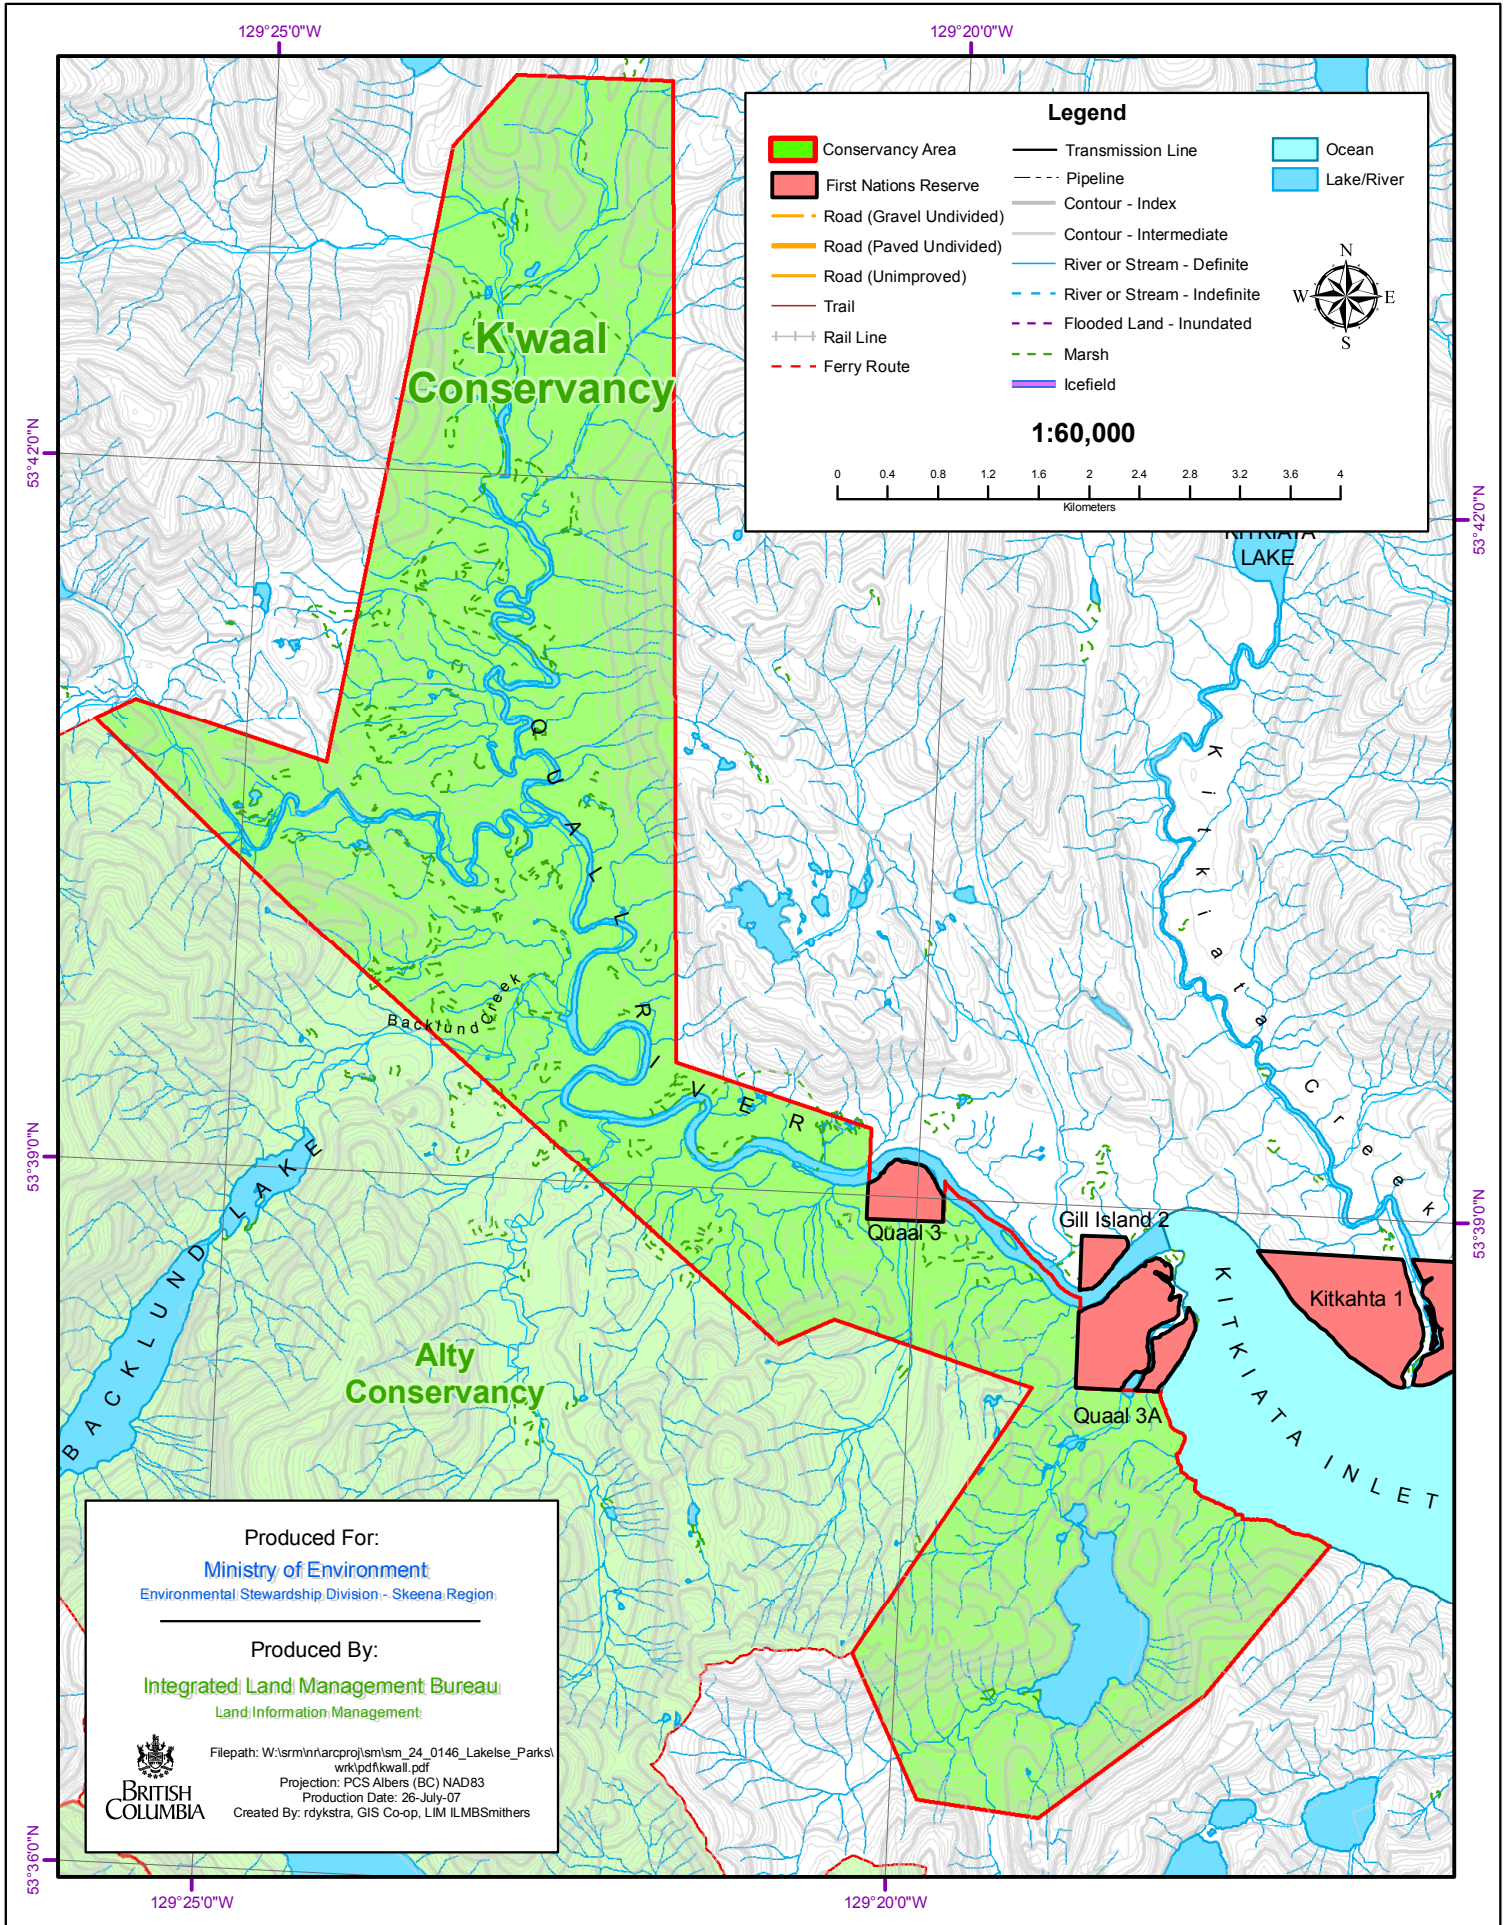 129°25'0"W
129°20'0"W
Legend
Conservancy Area
First Nations Reserve
Road (Gravel Undivided)
Road (Paved Undivided)
Road (Unimproved)
Trail
Rail Line
Ferry Route
Transmission Line
Pipeline
Contour - Index
Contour - Intermediate
River or Stream - Definite
River or Stream - Indefinite
Flooded Land - Inundated
Marsh
Icefield
Ocean
Lake/River
N
W
E
S
1:60,000
0 0.4 0.8 1.2 1.6 2 2.4 2.8 3.2 3.6 4
Kilometers
K'waal
Conservancy
53°42'0"N
53°42'0"N
KITKIATA
LAKE
QUALL RIVER
Kitkiata Creek
Backlund Creek
53°39'0"N
53°39'0"N
BACKLUND LAKE
Quaal 3
Gill Island 2
Kitkahta 1
KITKIATA INLET
Quaal 3A
Alty
Conservancy
Produced For:
Ministry of Environment
Environmental Stewardship Division - Skeena Region
Produced By:
Integrated Land Management Bureau
Land Information Management
BRITISH
COLUMBIA
Filepath: W:\srm\nr\arcproj\sm\sm_24_0146_Lakelse_Parks\
wrk\pdf\kwall.pdf
Projection: PCS Albers (BC) NAD83
Production Date: 26-July-07
Created By: rdykstra, GIS Co-op, LIM ILMBSmithers
53°36'0"N
129°25'0"W
129°20'0"W